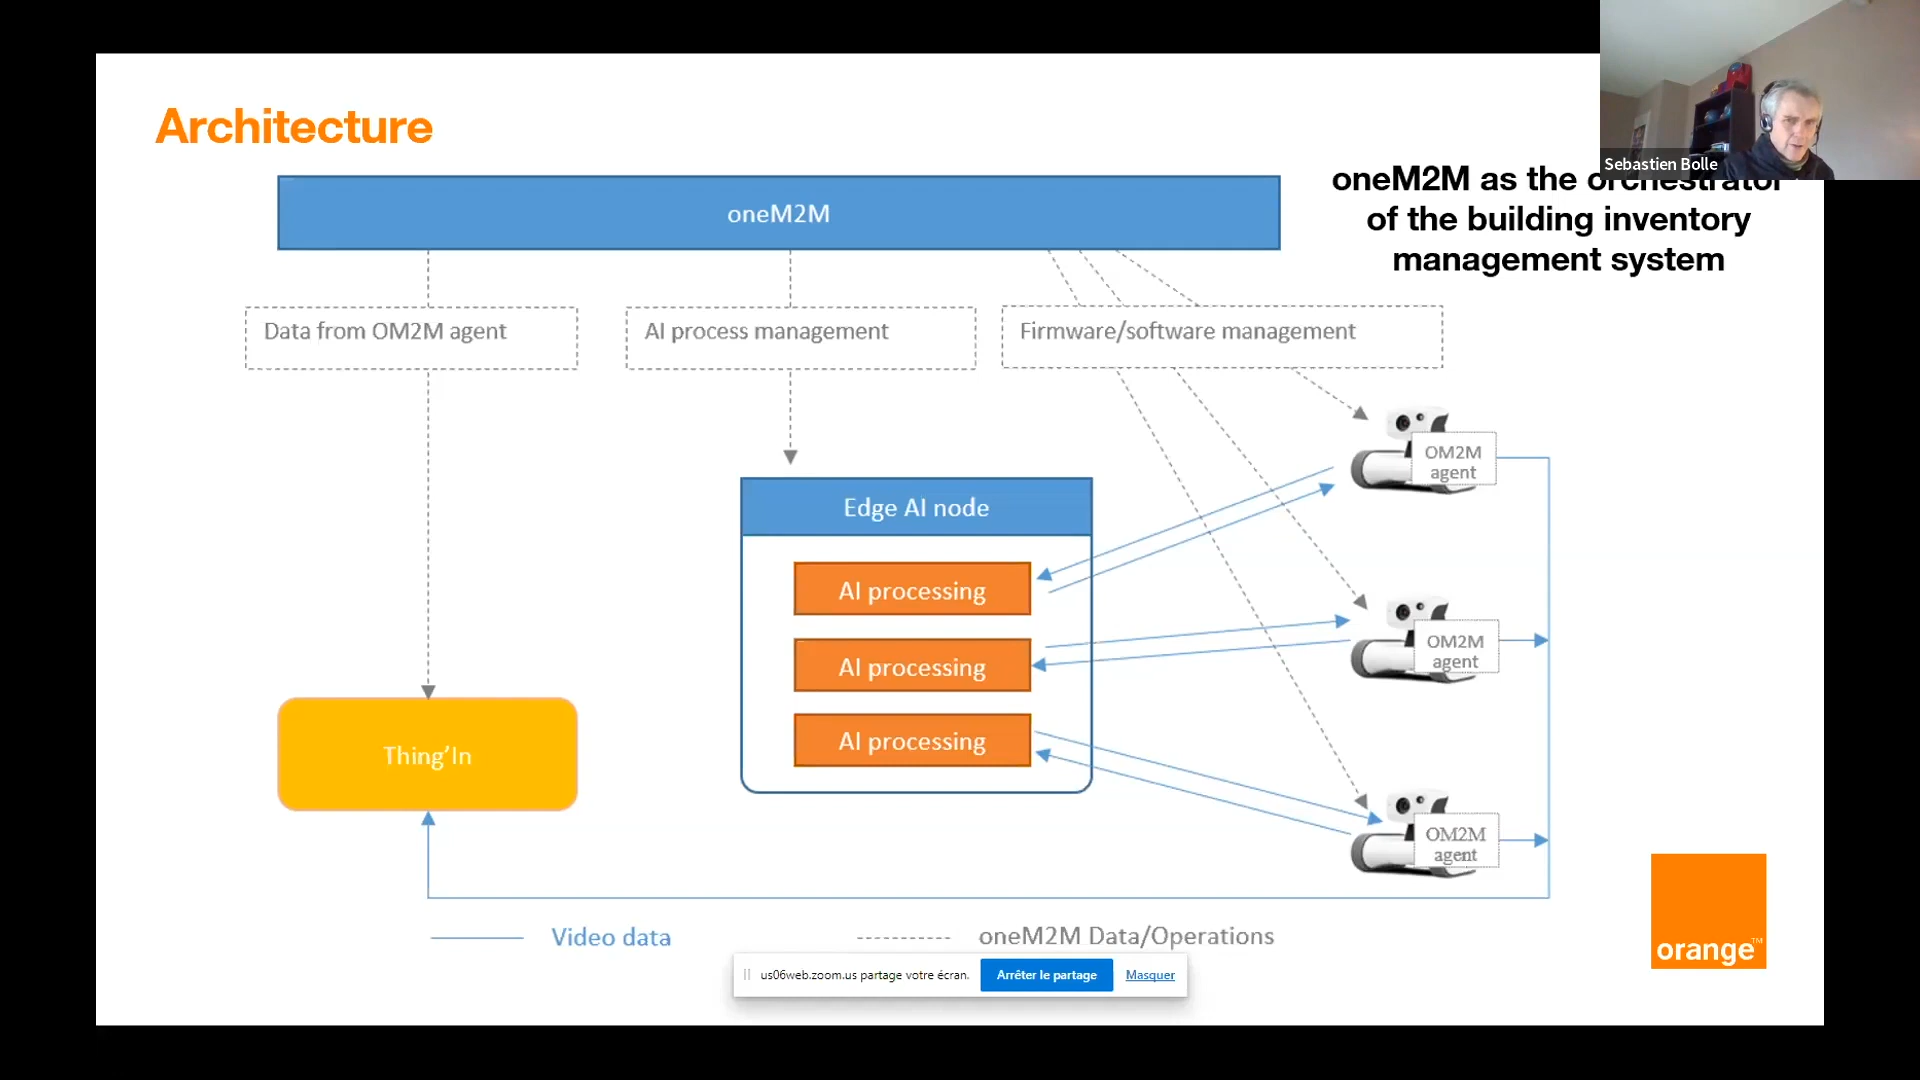 Architecture
Sebastien Bolle
oneM2M as the orchestrator
of the building inventory
management system
oneM2M
Data from OM2M agent
AI process management
Firmware/software management
OM2M
agent
Edge AI node
AI processing
OM2M
agent
AI processing
AI processing
Thing'In
OM2M
agent
Video data
oneM2M Data/Operations
orange™
us06web.zoom.us partage votre écran.
Arrêter le partage
Masquer